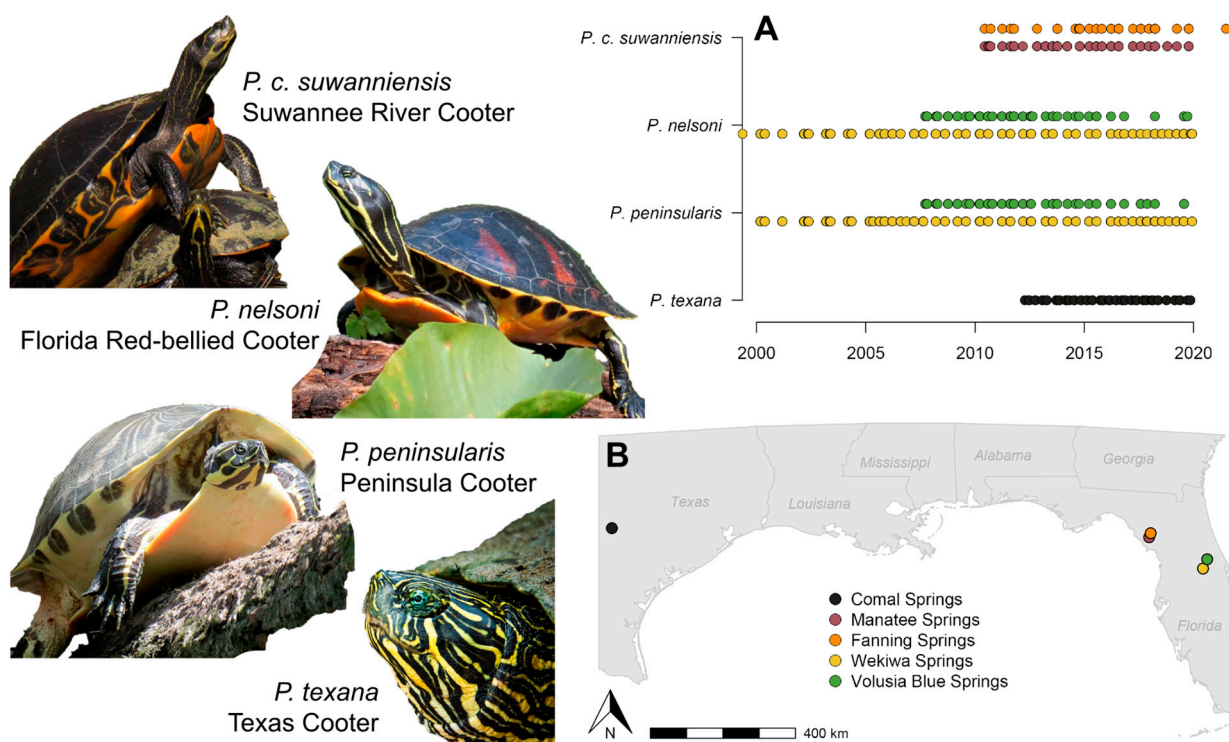 P. c. suwanniensis
Suwannee River Cooter
P. nelsoni
Florida Red-bellied Cooter
P. peninsularis
Peninsula Cooter
P. texana
Texas Cooter
A
P. c. suwanniensis
P. nelsoni
P. peninsularis
P. texana
2000 2005 2010 2015 2020
B
Texas
Louisiana
Mississippi
Alabama
Georgia
Florida
Comal Springs
Manatee Springs
Fanning Springs
Wekiwa Springs
Volusia Blue Springs
N
400 km